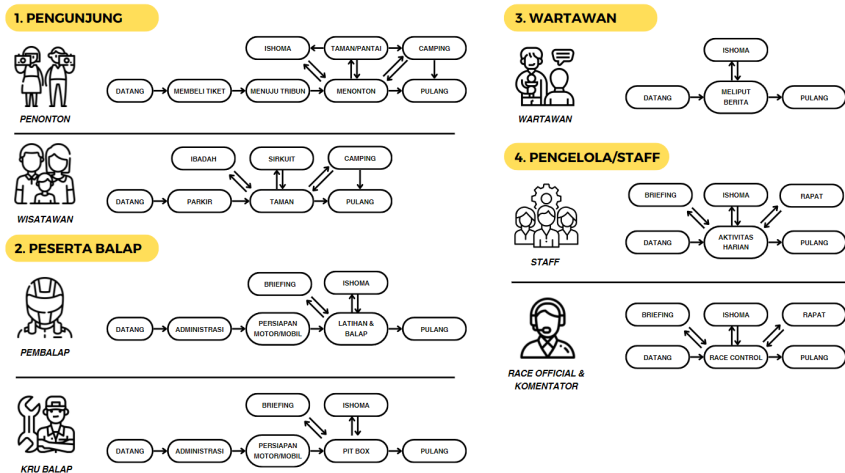 1. PENGUNJUNG
ISHOMA
TAMAN/PANTAI
CAMPING
DATANG
MEMBELI TIKET
MENUJU TRIBUN
MENONTON
PULANG
PENONTON
IBADAH
SIRKUIT
CAMPING
DATANG
PARKIR
TAMAN
PULANG
WISATAWAN
2. PESERTA BALAP
BRIEFING
ISHOMA
DATANG
ADMINISTRASI
PERSIAPAN
MOTOR/MOBIL
LATIHAN &
BALAP
PULANG
PEMBALAP
BRIEFING
ISHOMA
DATANG
ADMINISTRASI
PERSIAPAN
MOTOR/MOBIL
PIT BOX
PULANG
KRU BALAP
3. WARTAWAN
ISHOMA
DATANG
MELIPUT
BERITA
PULANG
WARTAWAN
4. PENGELOLA/STAFF
BRIEFING
ISHOMA
RAPAT
DATANG
AKTIVITAS
HARIAN
PULANG
STAFF
BRIEFING
ISHOMA
RAPAT
DATANG
RACE CONTROL
PULANG
RACE OFFICIAL &
KOMENTATOR